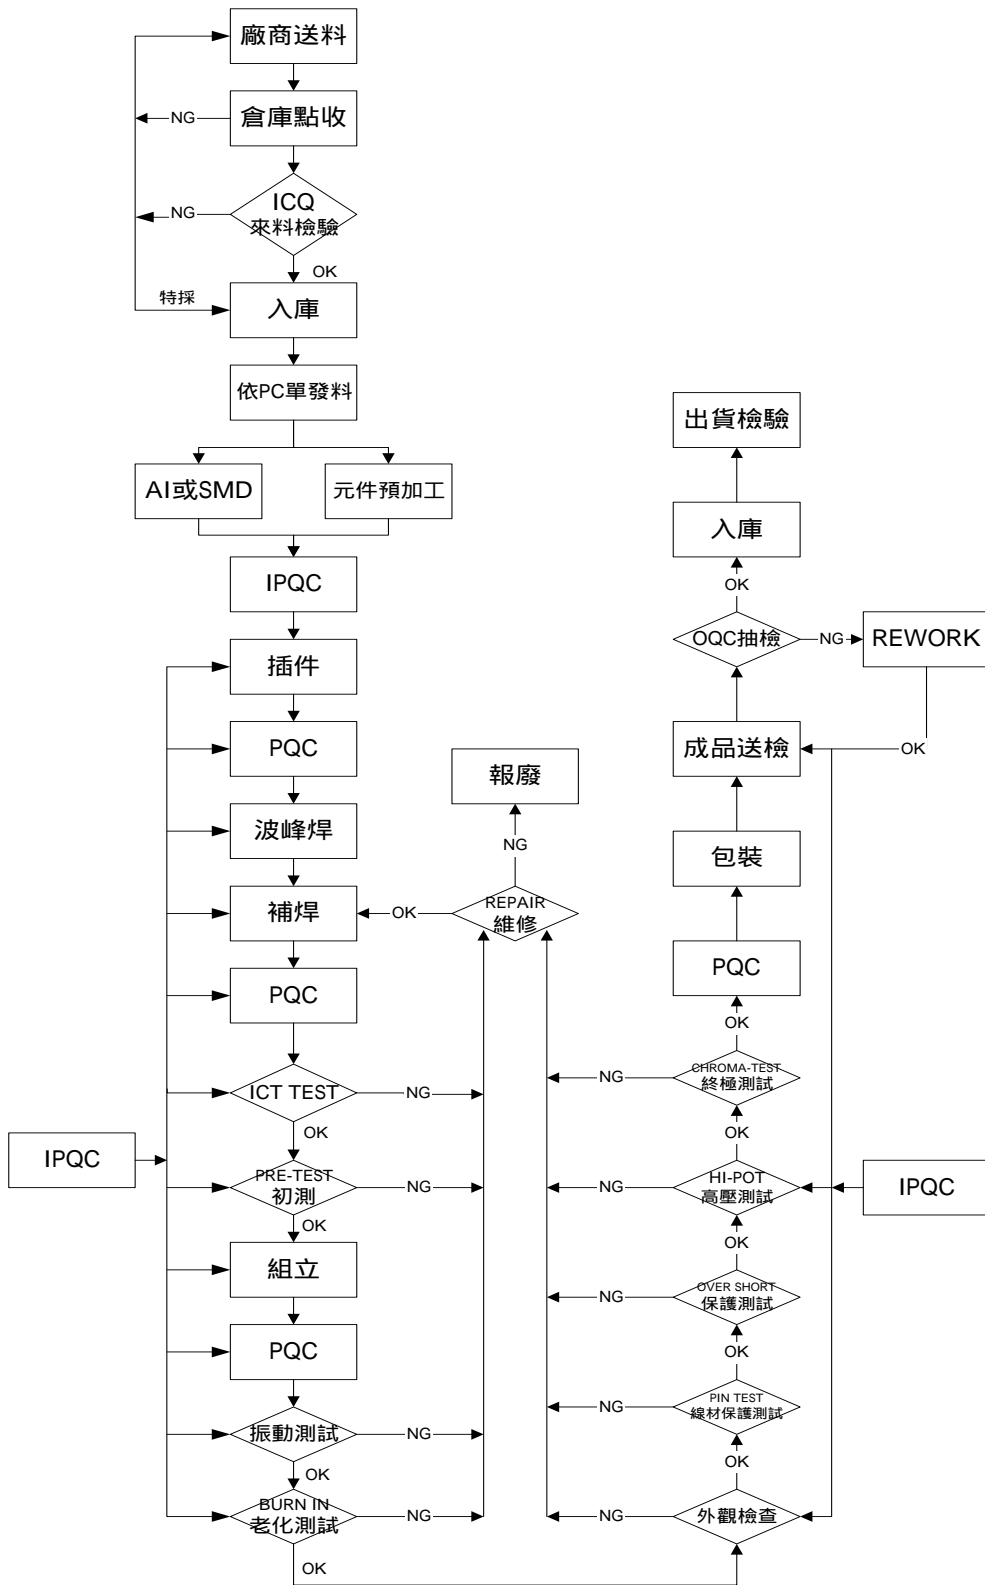 廠商送料
NG
倉庫點收
NG
ICQ
來料檢驗
OK
特採
入庫
依PC單發料
AI或SMD
元件預加工
IPQC
插件
PQC
波峰焊
補焊
PQC
ICT TEST
NG
OK
IPQC
PRE-TEST
初測
NG
OK
組立
PQC
振動測試
NG
OK
BURN IN
老化測試
NG
OK
報廢
NG
REPAIR
維修
OK
出貨檢驗
入庫
OK
OQC抽檢
NG
REWORK
OK
成品送檢
包裝
PQC
OK
CHROMA-TEST
終極測試
NG
OK
HI-POT
高壓測試
NG
IPQC
OK
OVER SHORT
保護測試
NG
OK
PIN TEST
線材保護測試
NG
OK
外觀檢查
NG